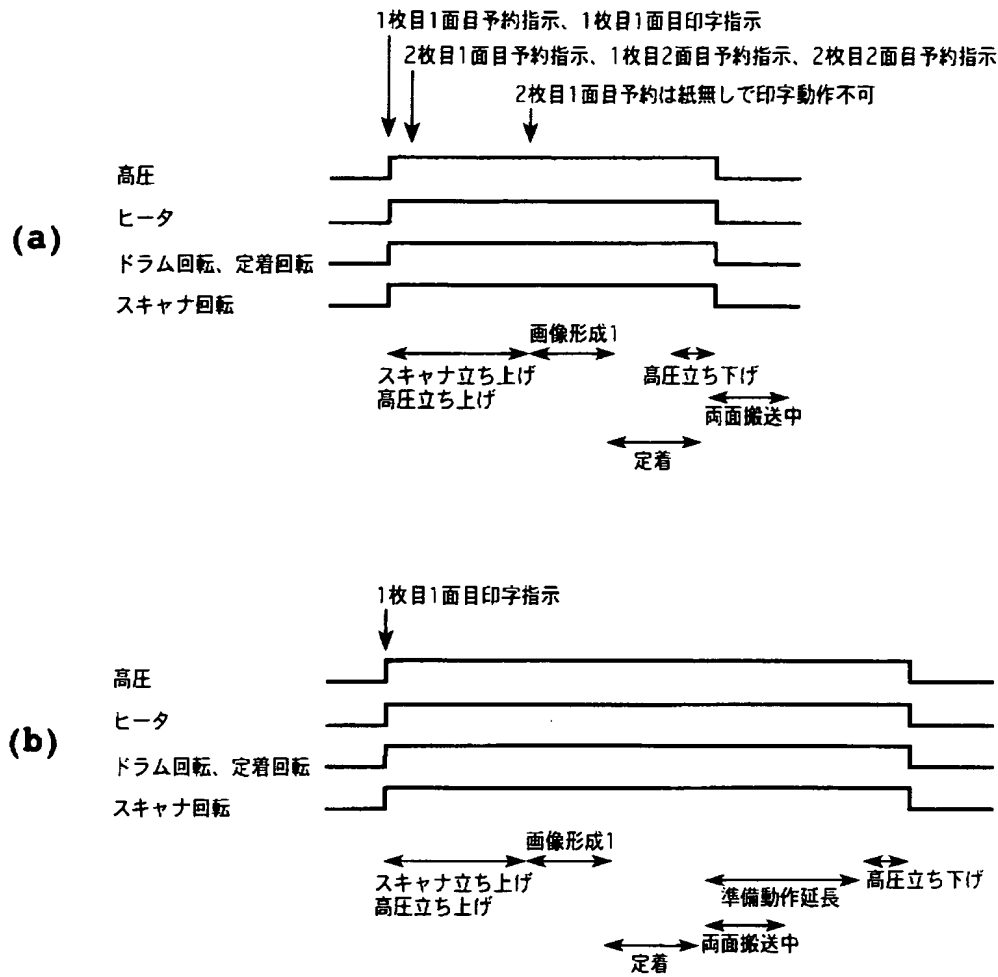 1枚目1面目予約指示、1枚目1面目印字指示
2枚目1面目予約指示、1枚目2面目予約指示、2枚目2面目予約指示
2枚目1面目予約は紙無しで印字動作不可
(a)
高圧
ヒータ
ドラム回転、定着回転
スキャナ回転
画像形成1
スキャナ立ち上げ
高圧立ち上げ
高圧立ち下げ
両面搬送中
定着
1枚目1面目印字指示
(b)
高圧
ヒータ
ドラム回転、定着回転
スキャナ回転
画像形成1
スキャナ立ち上げ
高圧立ち上げ
高圧立ち下げ
準備動作延長
両面搬送中
定着